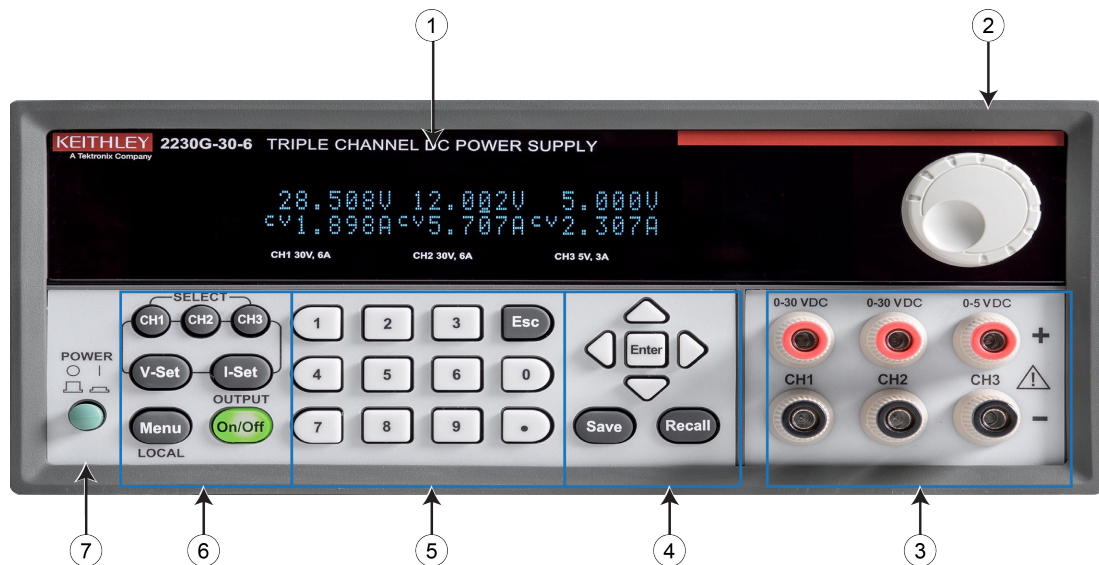 1
2
KEITHLEY 2230G-30-6 TRIPLE CHANNEL DC POWER SUPPLY
A Tektronix Company
28.508V 12.002V 5.000V
CV1.898A CV5.707A CV2.307A
CH1 30V, 6A CH2 30V, 6A CH3 5V, 3A
SELECT
CH1 CH2 CH3
V-Set I-Set
OUTPUT
Menu On/Off
LOCAL
POWER
1 2 3 Esc
4 5 6 0
7 8 9 .
Enter
Save Recall
0-30 VDC 0-30 VDC 0-5 VDC
+
CH1 CH2 CH3
-
7
6
5
4
3